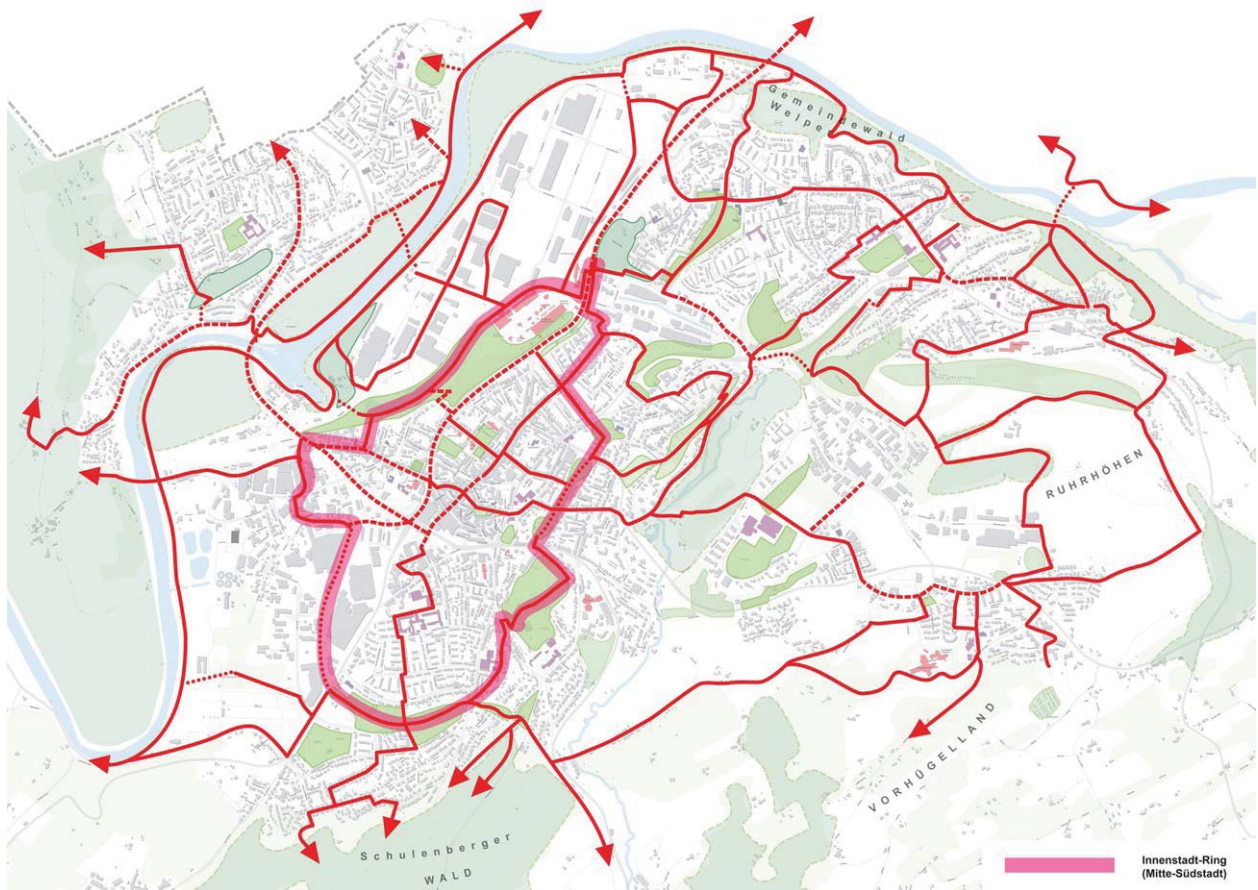 Gemeindewald
Welper
RUHRHÖHEN
VORHÜGELLAND
Schulenberger
WALD
Innenstadt-Ring
(Mitte-Südstadt)